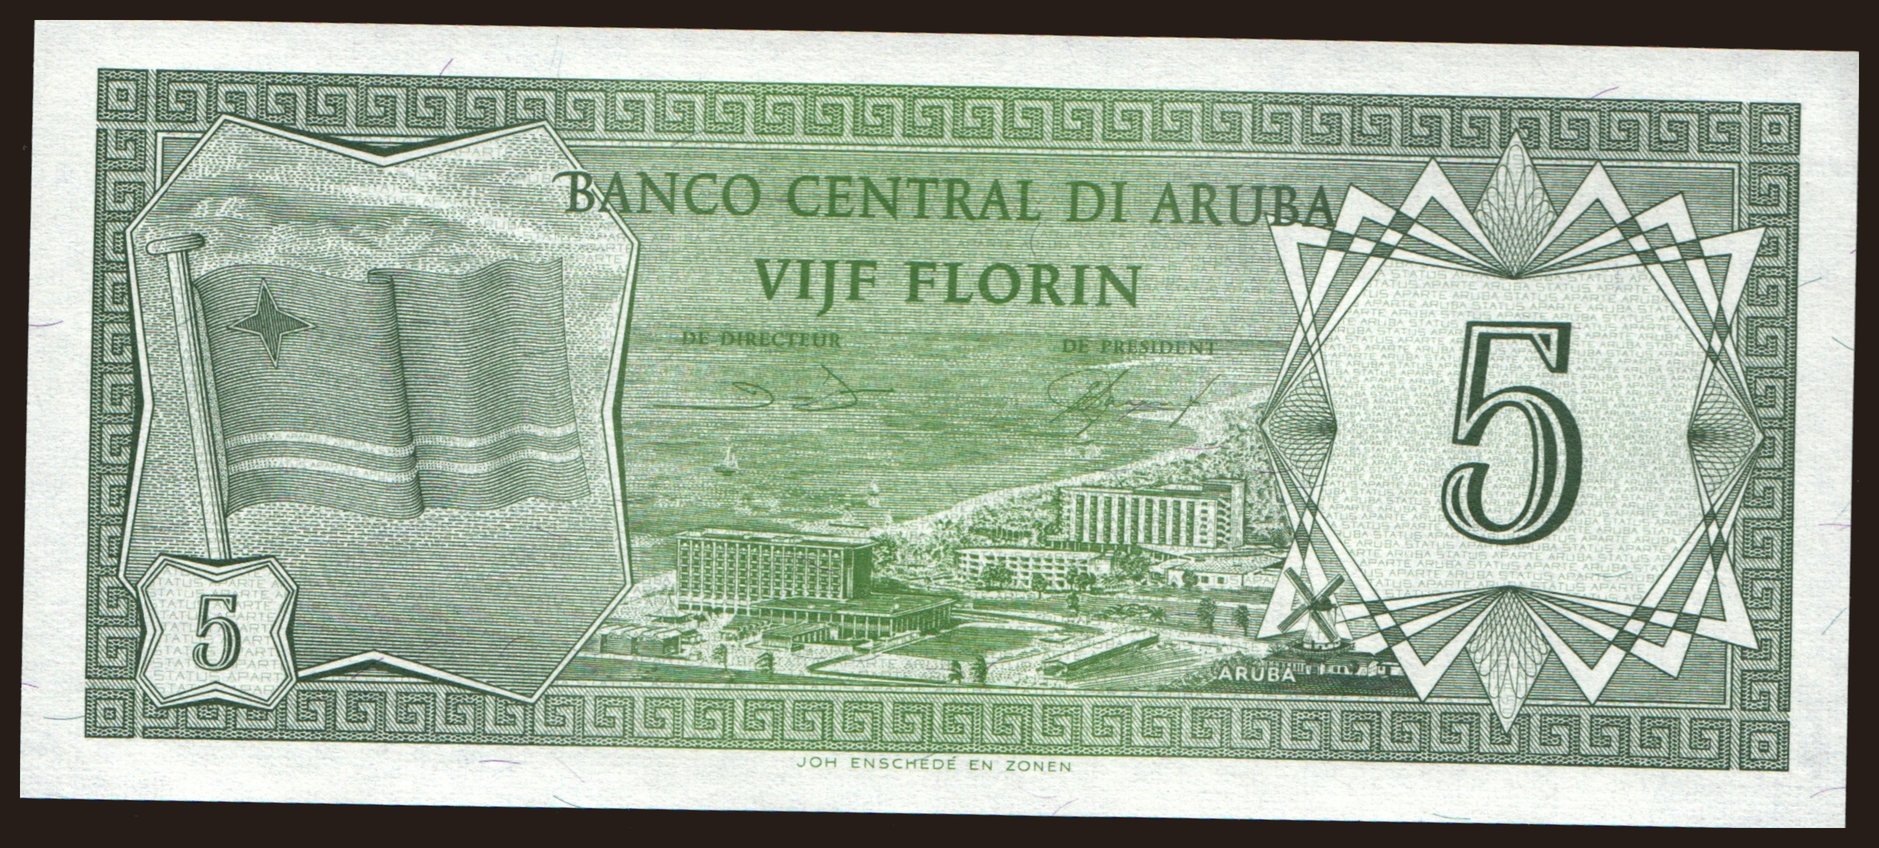 BANCO CENTRAL DI ARUBA
VIJF FLORIN
DE DIRECTEUR
DE PRESIDENT
5
5
ARUBA
JOH ENSCHEDÉ EN ZONEN